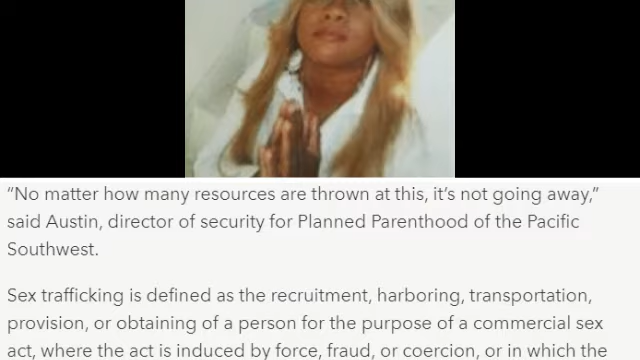 “No matter how many resources are thrown at this, it’s not going away,”
said Austin, director of security for Planned Parenthood of the Pacific
Southwest.
Sex trafficking is defined as the recruitment, harboring, transportation,
provision, or obtaining of a person for the purpose of a commercial sex
act, where the act is induced by force, fraud, or coercion, or in which the